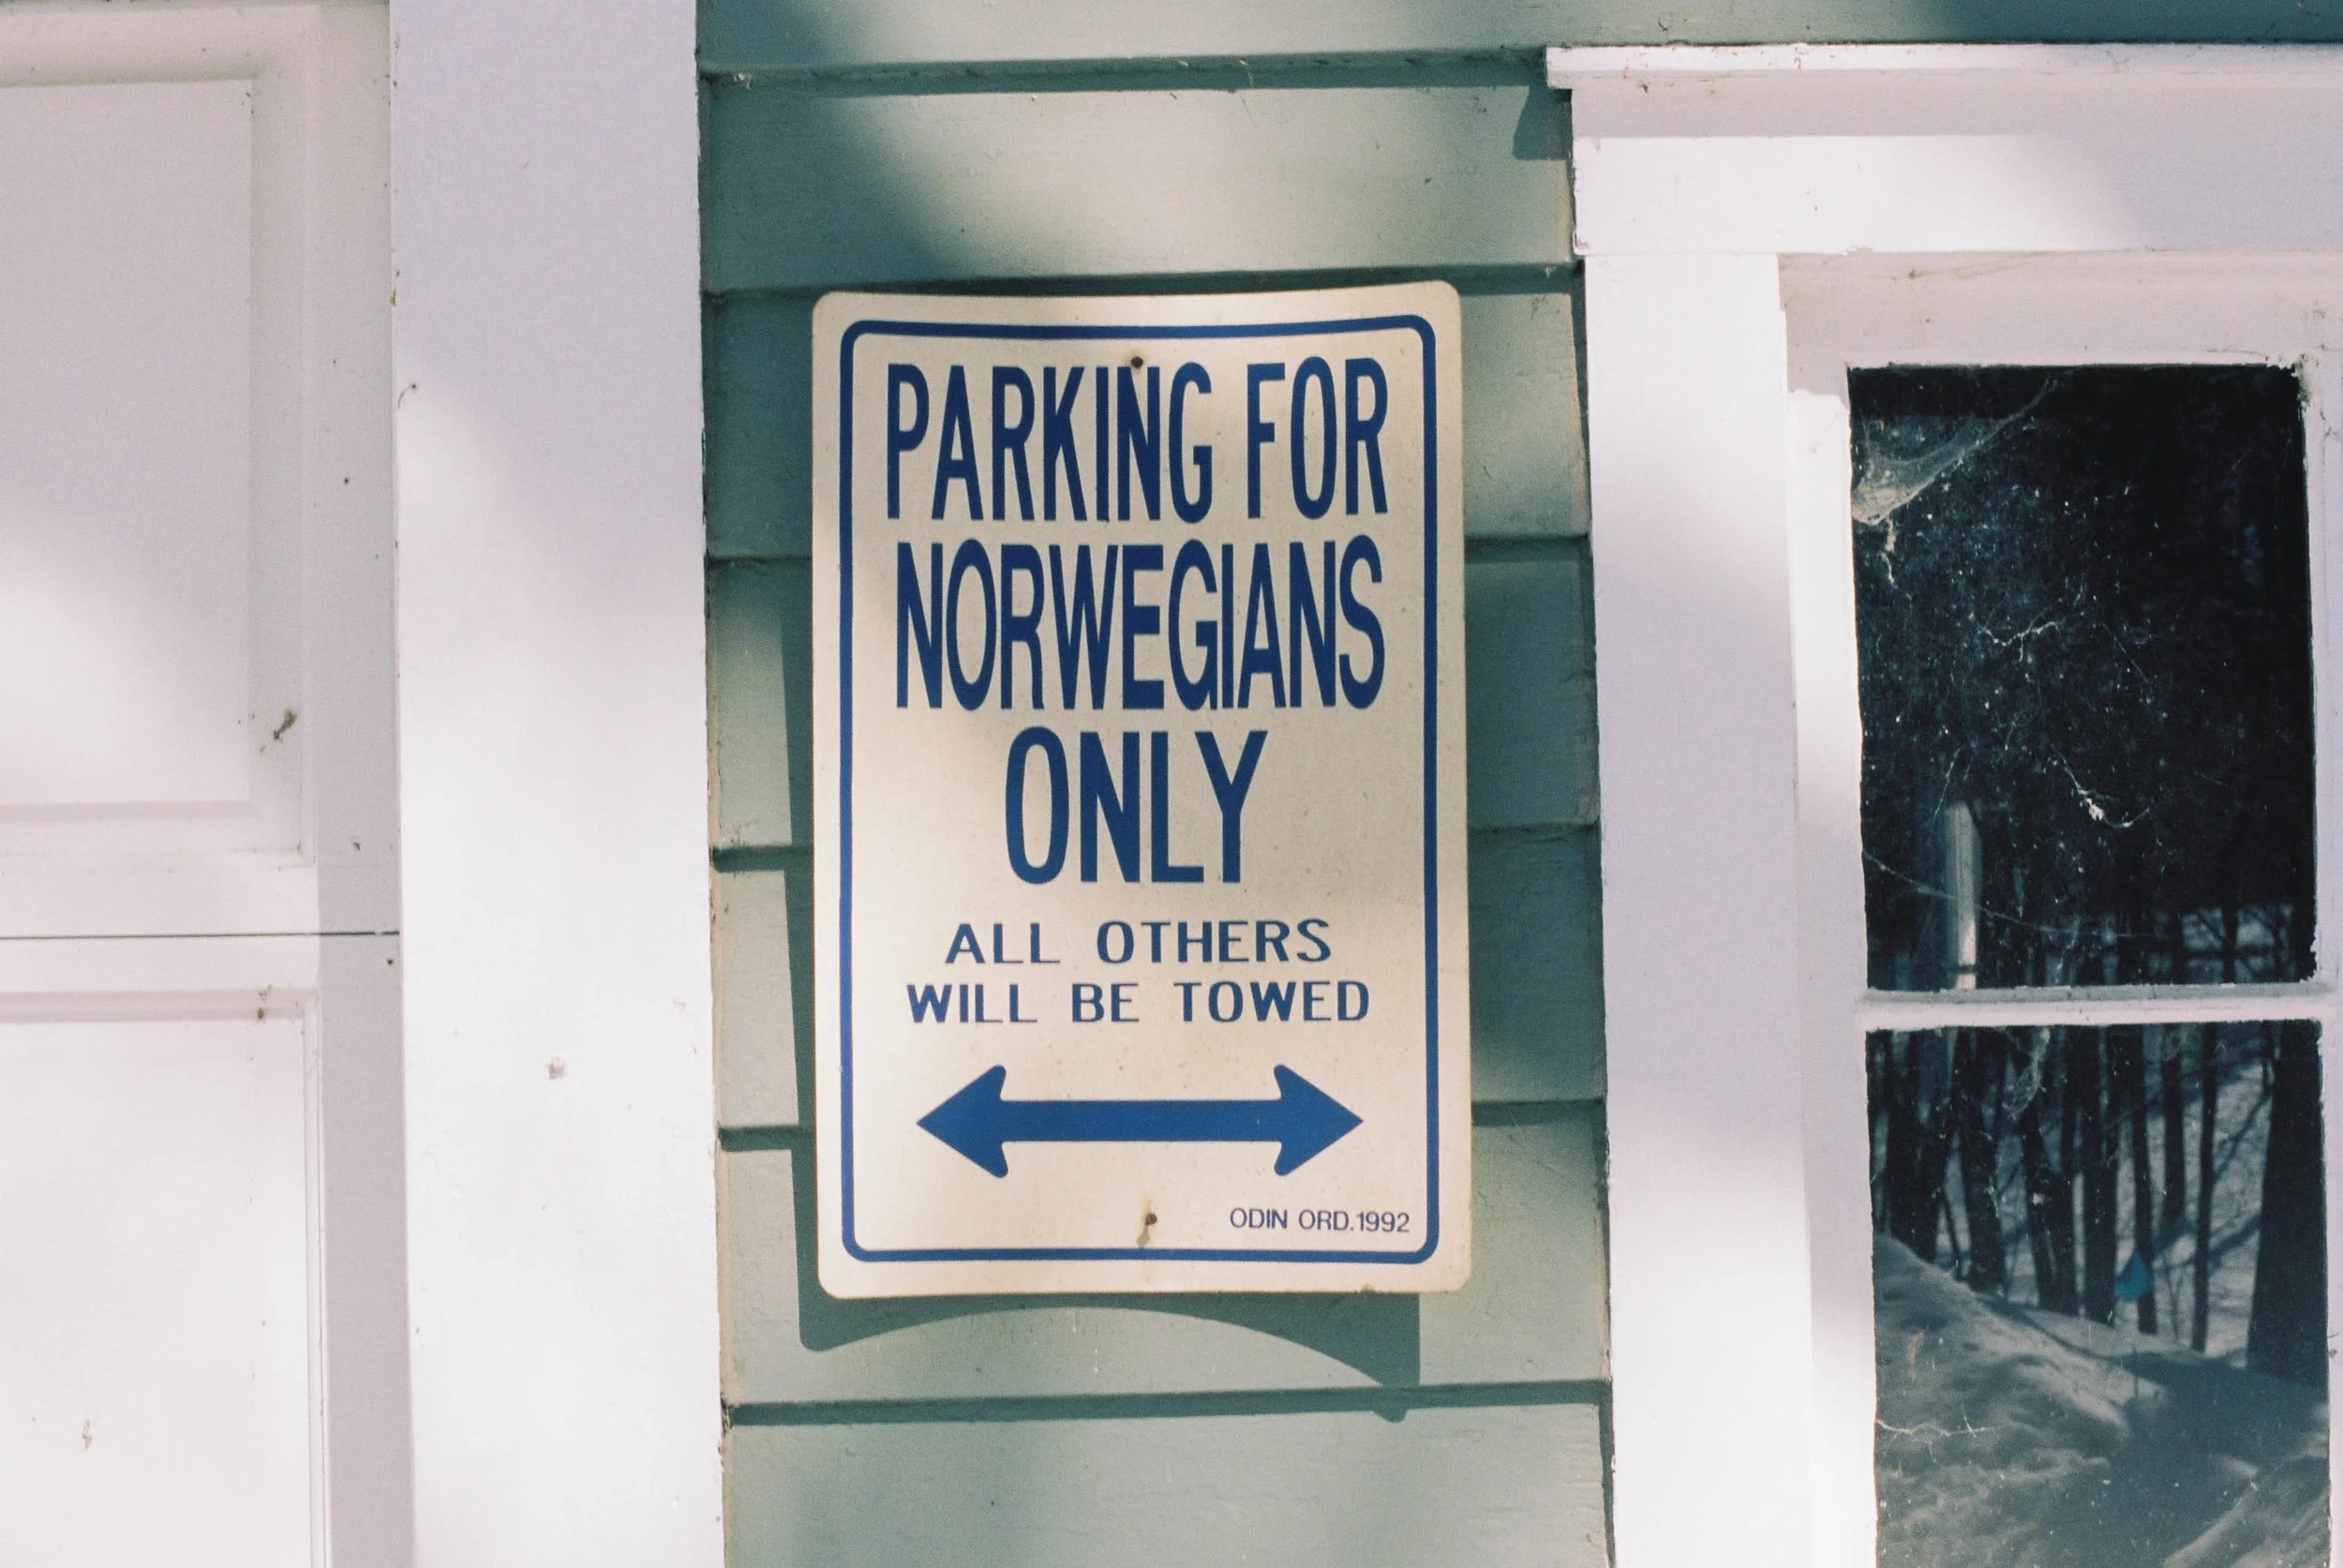 PARKING FOR
NORWEGIANS
ONLY
ALL OTHERS
WILL BE TOWED
ODIN ORD.1992